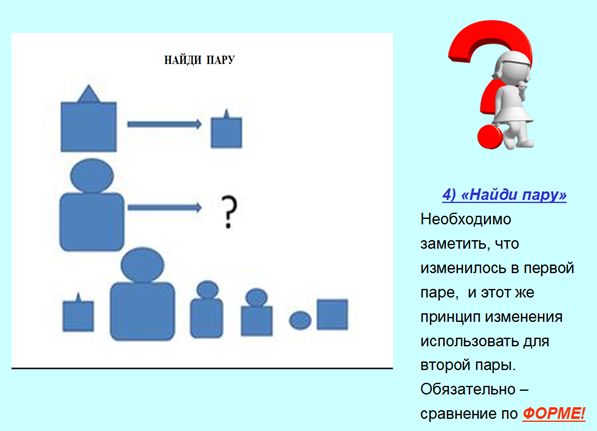 НАЙДИ ПАРУ
?
4) «Найди пару»
Необходимо
заметить, что
изменилось в первой
паре, и этот же
принцип изменения
использовать для
второй пары.
Обязательно –
сравнение по ФОРМЕ!